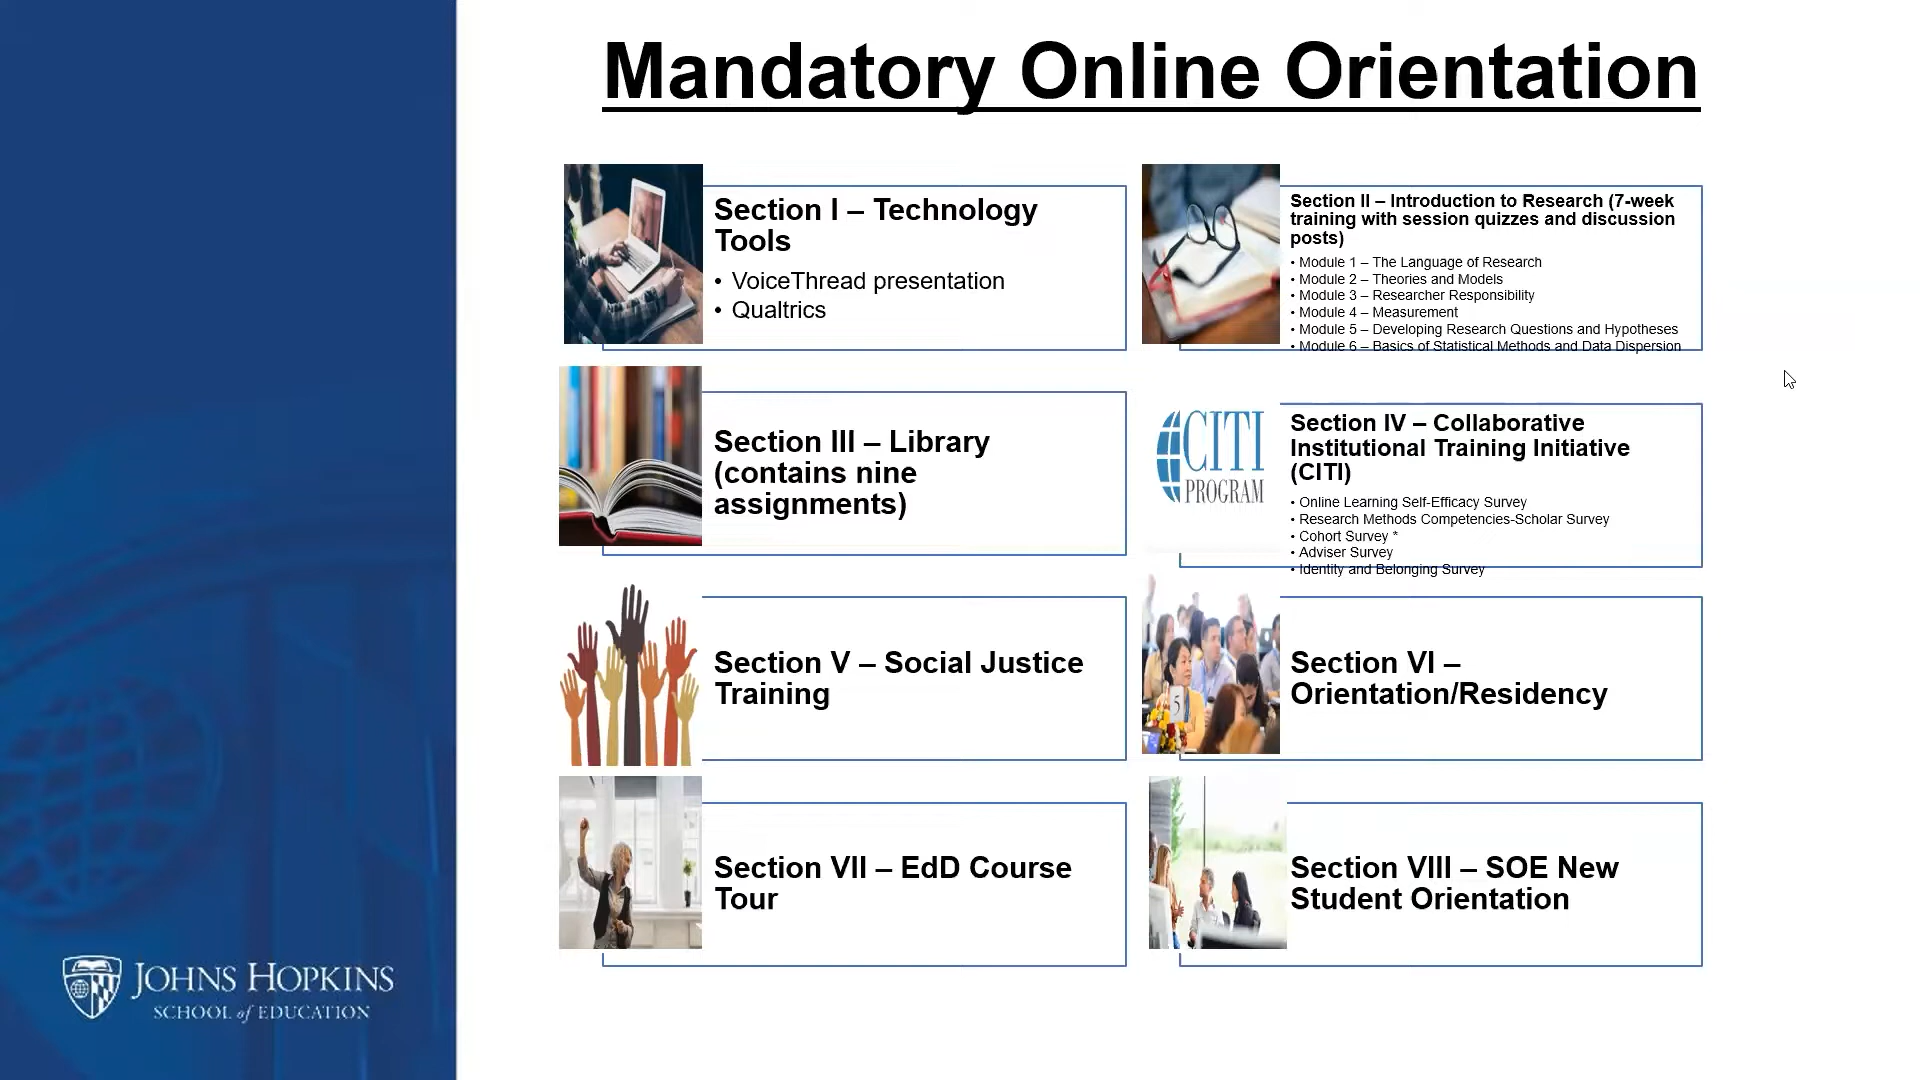 Mandatory Online Orientation
Section I – Technology
Tools
• VoiceThread presentation
• Qualtrics
Section II – Introduction to Research (7-week
training with session quizzes and discussion
posts)
• Module 1 – The Language of Research
• Module 2 – Theories and Models
• Module 3 – Researcher Responsibility
• Module 4 – Measurement
• Module 5 – Developing Research Questions and Hypotheses
• Module 6 – Basics of Statistical Methods and Data Dispersion
Section III – Library
(contains nine
assignments)
CITI
PROGRAM
Section IV – Collaborative
Institutional Training Initiative
(CITI)
• Online Learning Self-Efficacy Survey
• Research Methods Competencies-Scholar Survey
• Cohort Survey *
• Adviser Survey
• Identity and Belonging Survey
Section V – Social Justice
Training
5
Section VI –
Orientation/Residency
Section VII – EdD Course
Tour
Section VIII – SOE New
Student Orientation
JOHNS HOPKINS
SCHOOL of EDUCATION